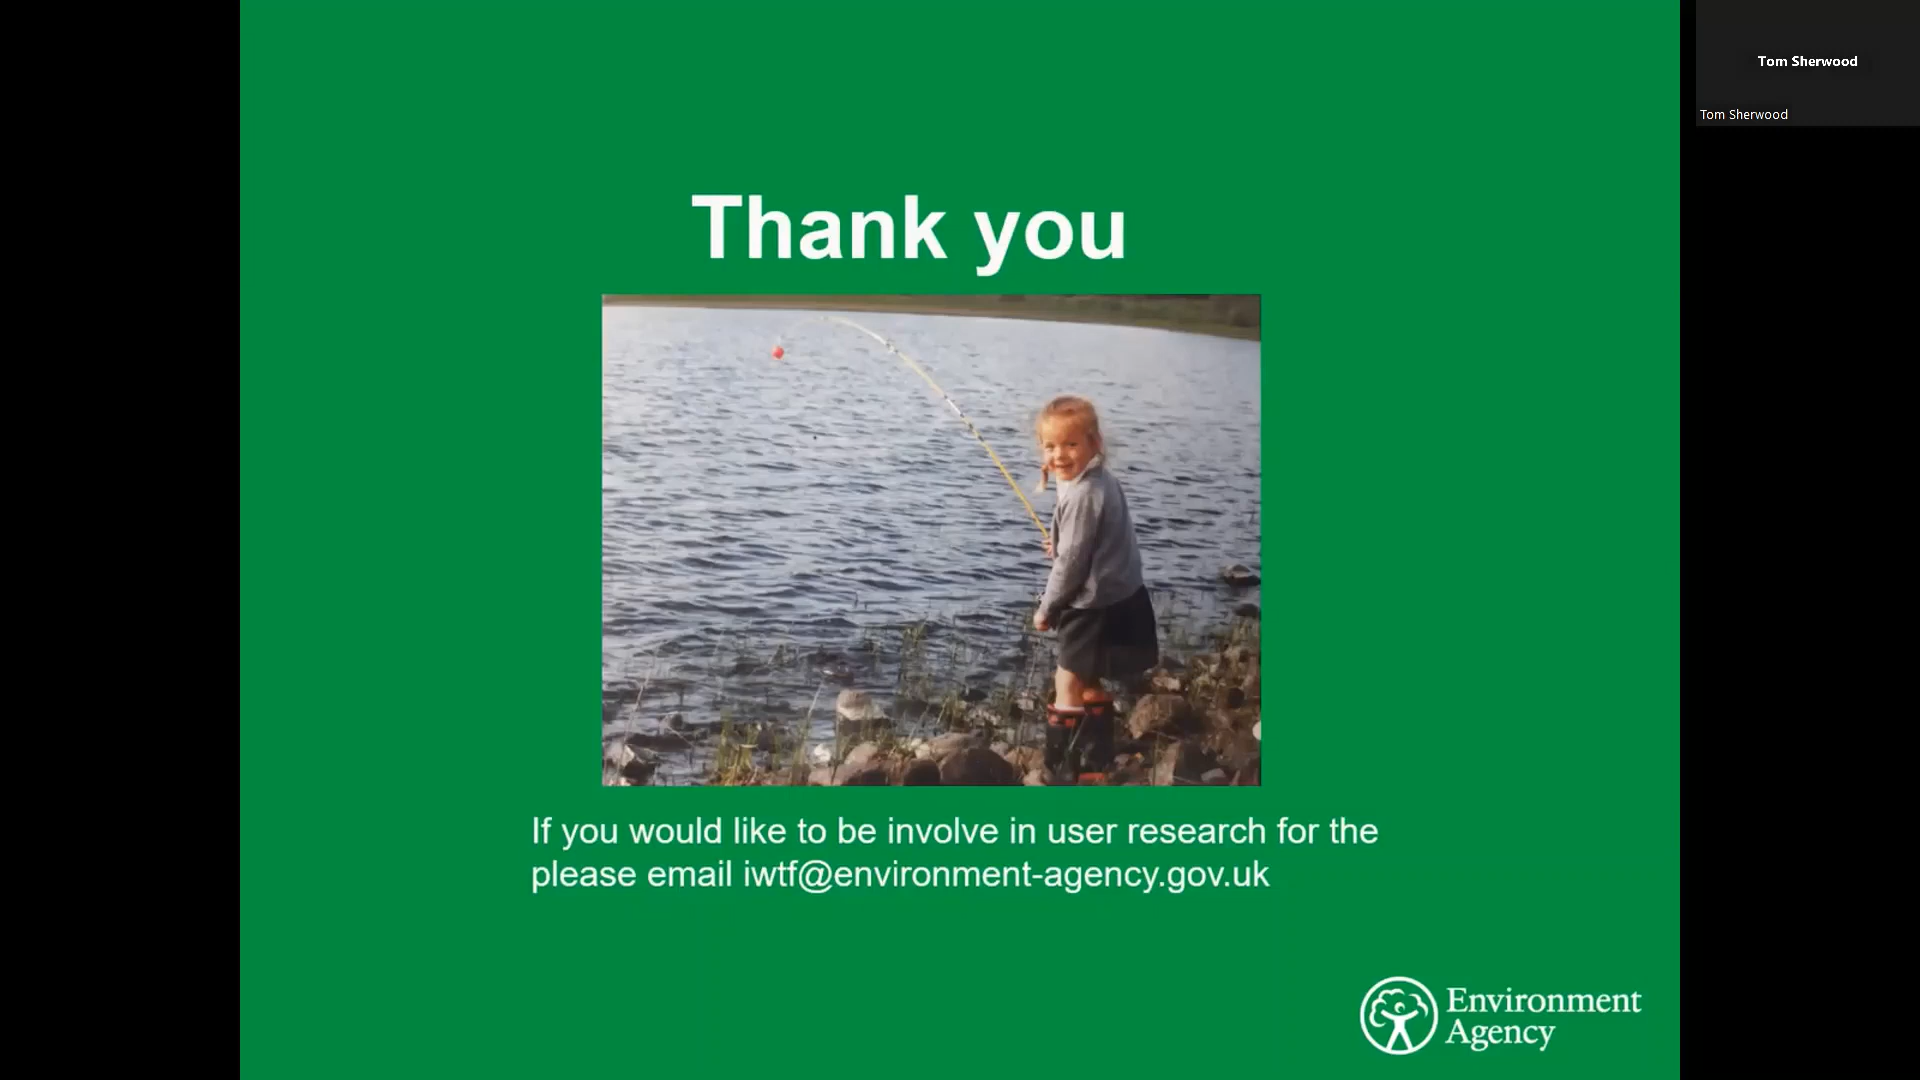 Tom Sherwood
Tom Sherwood
Thank you
If you would like to be involve in user research for the
please email iwtf@environment-agency.gov.uk
Environment
Agency